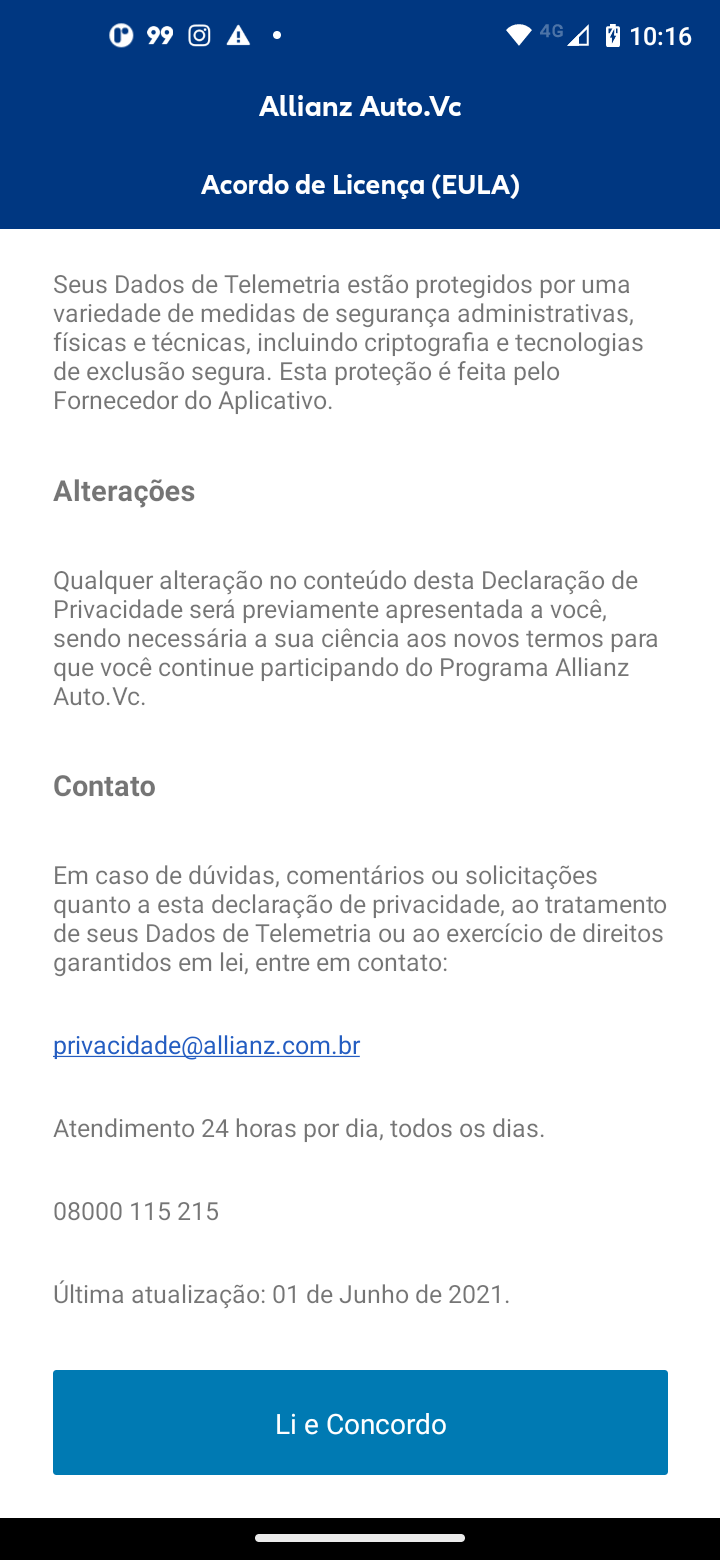 99
4G
10:16
Allianz Auto.Vc
Acordo de Licença (EULA)
Seus Dados de Telemetria estão protegidos por uma
variedade de medidas de segurança administrativas,
físicas e técnicas, incluindo criptografia e tecnologias
de exclusão segura. Esta proteção é feita pelo
Fornecedor do Aplicativo.
Alterações
Qualquer alteração no conteúdo desta Declaração de
Privacidade será previamente apresentada a você,
sendo necessária a sua ciência aos novos termos para
que você continue participando do Programa Allianz
Auto.Vc.
Contato
Em caso de dúvidas, comentários ou solicitações
quanto a esta declaração de privacidade, ao tratamento
de seus Dados de Telemetria ou ao exercício de direitos
garantidos em lei, entre em contato:
privacidade@allianz.com.br
Atendimento 24 horas por dia, todos os dias.
08000 115 215
Última atualização: 01 de Junho de 2021.
Li e Concordo